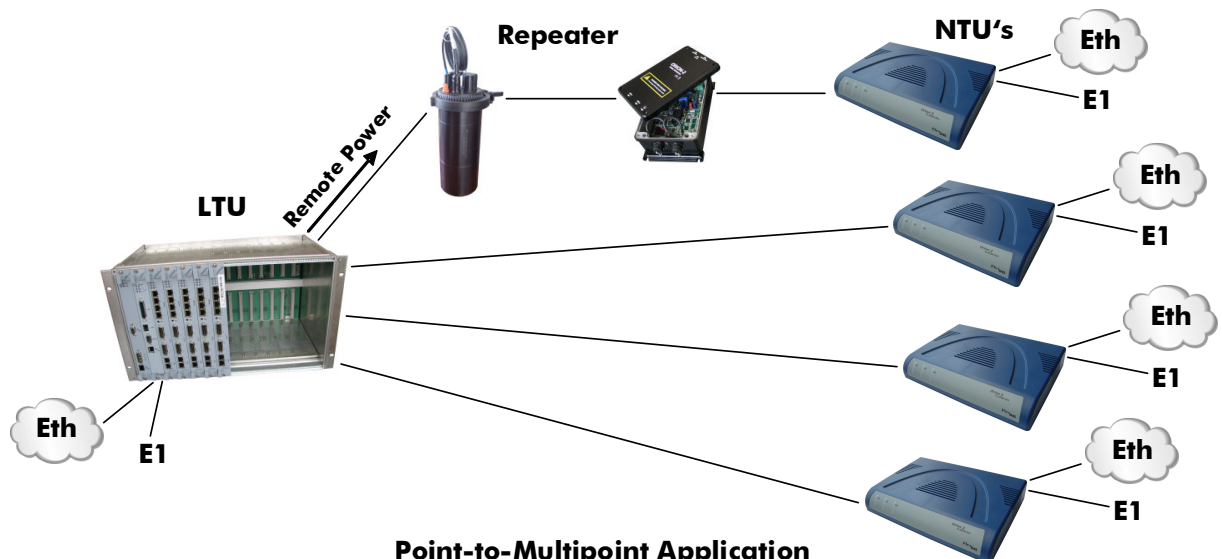 Repeater
NTU's
Eth
E1
Remote Power
LTU
Eth
E1
Eth
E1
Eth
E1
Eth
E1
Point-to-Multipoint Application